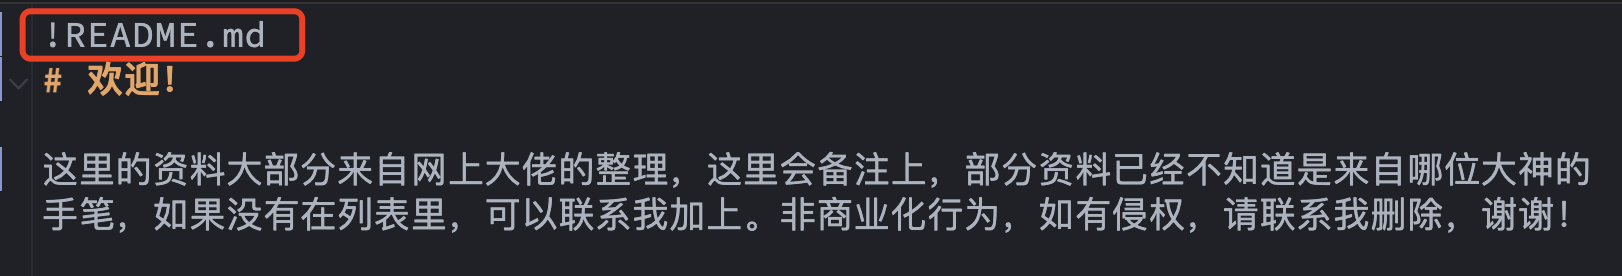 !README.md
# 欢迎!
这里的资料大部分来自网上大佬的整理，这里会备注上，部分资料已经不知道是来自哪位大神的
手笔，如果没有在列表里，可以联系我加上。非商业化行为，如有侵权，请联系我删除，谢谢！